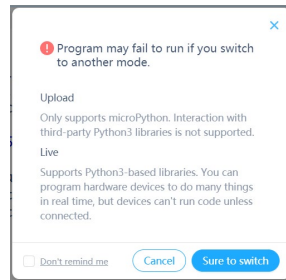 Program may fail to run if you switch
to another mode.
Upload
Only supports microPython. Interaction with
third-party Python3 libraries is not supported.
Live
Supports Python3-based libraries. You can
program hardware devices to do many things
in real time, but devices can't run code unless
connected.
Don't remind me Cancel Sure to switch